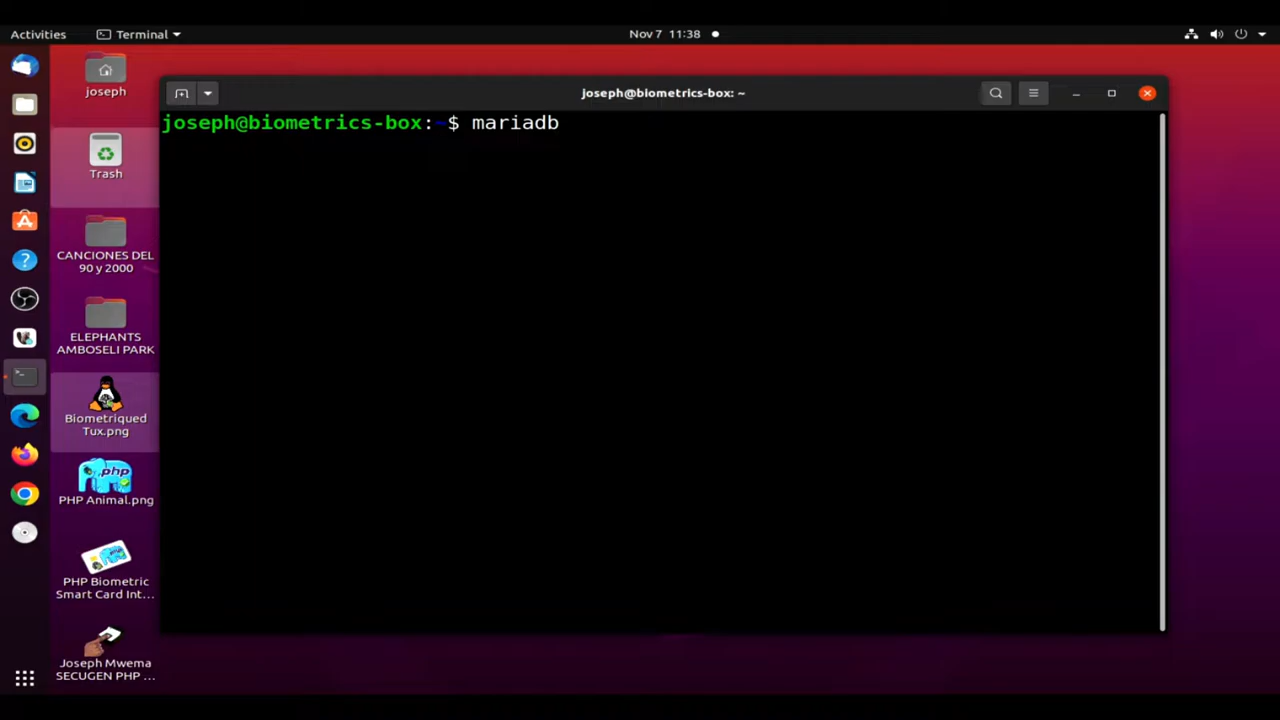 Activities
Terminal
Nov 7 11:38
joseph@biometrics-box: ~
joseph@biometrics-box:~$ mariadb
joseph
Trash
CANCIONES DEL
90 y 2000
ELEPHANTS
AMBOSELI PARK
Biometriqued
Tux.png
php
PHP Animal.png
PHP Biometric
Smart Card Int...
Joseph Mwema
SECUGEN PHP ...